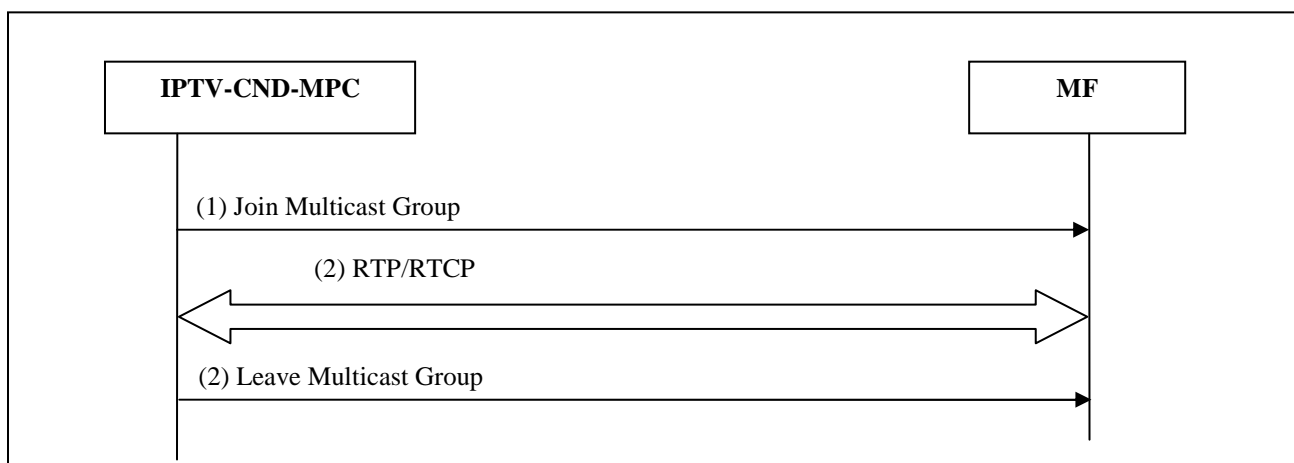 IPTV-CND-MPC
MF
(1) Join Multicast Group
(2) RTP/RTCP
(2) Leave Multicast Group